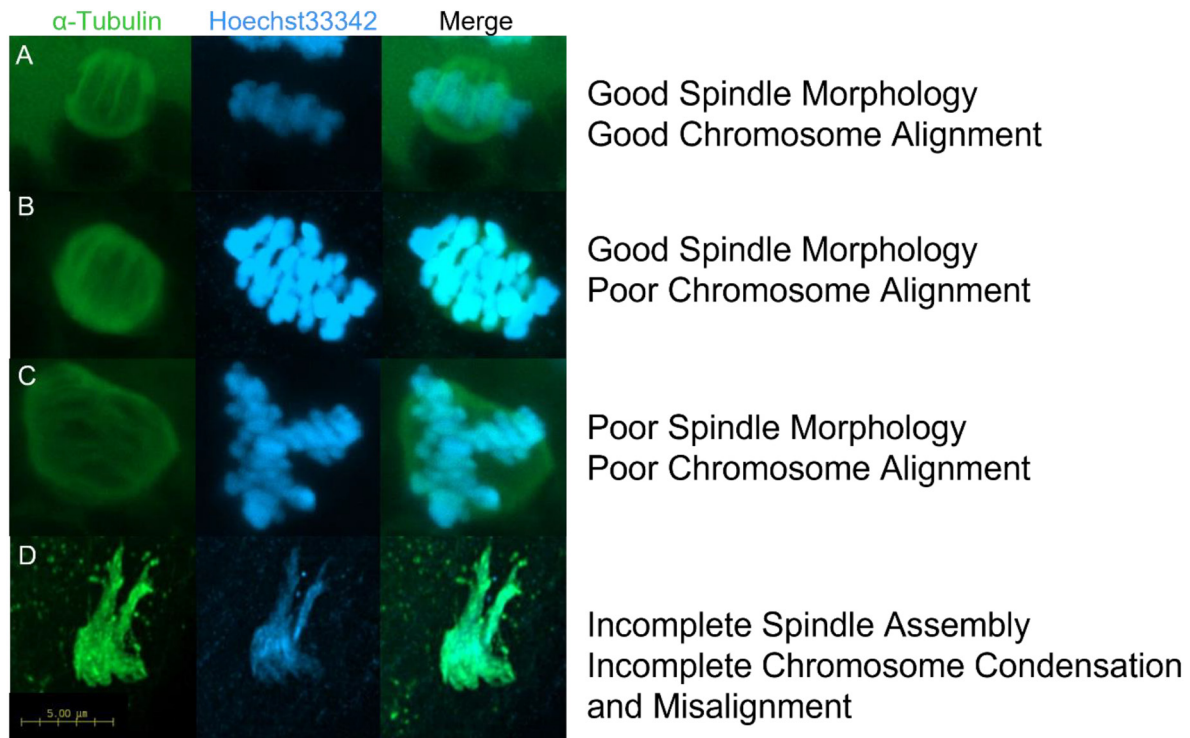 α-Tubulin Hoechst33342 Merge
A
Good Spindle Morphology
Good Chromosome Alignment
B
Good Spindle Morphology
Poor Chromosome Alignment
C
Poor Spindle Morphology
Poor Chromosome Alignment
D
Incomplete Spindle Assembly
Incomplete Chromosome Condensation
and Misalignment
5.00 µm